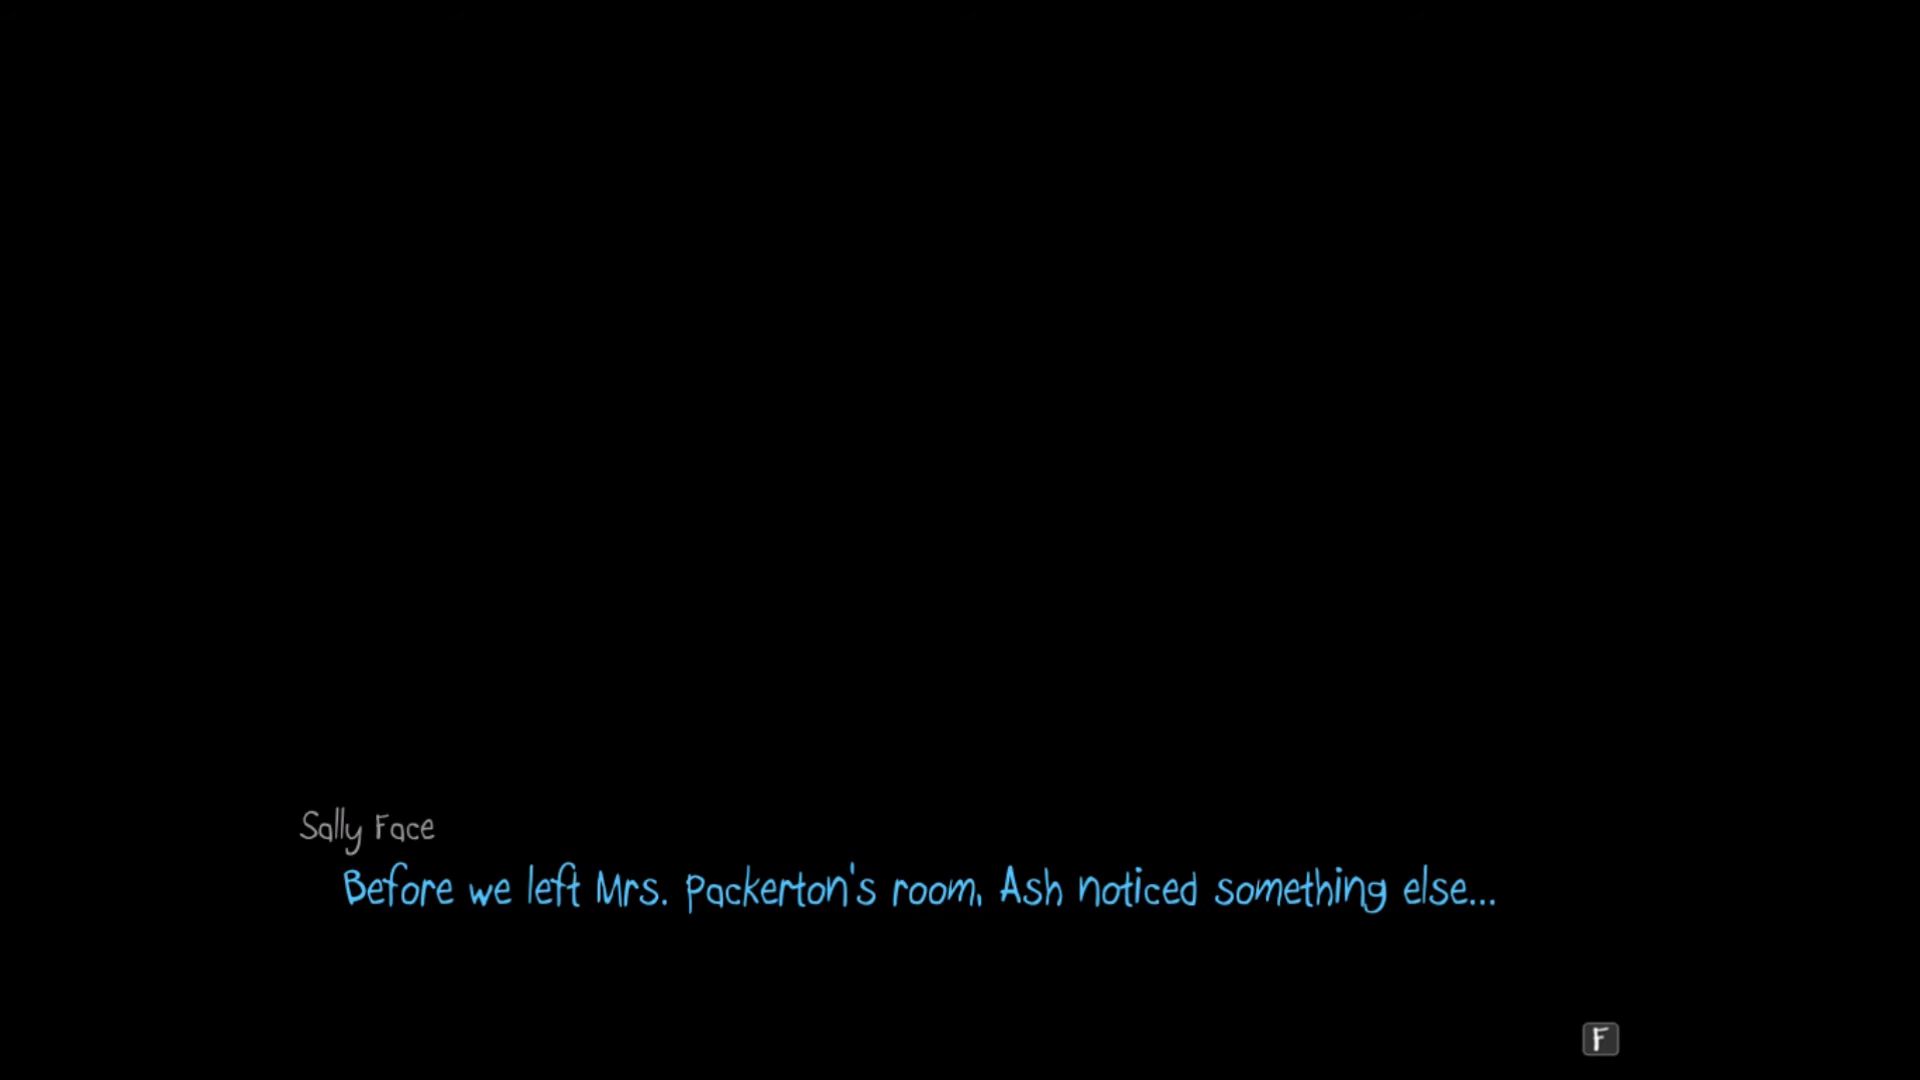 Sally Face
Before we left Mrs. Packerton's room, Ash noticed something else...
F